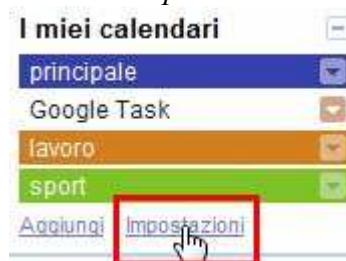 I miei calendari
principale
Google Task
lavoro
sport
Aggiungi Impostazioni